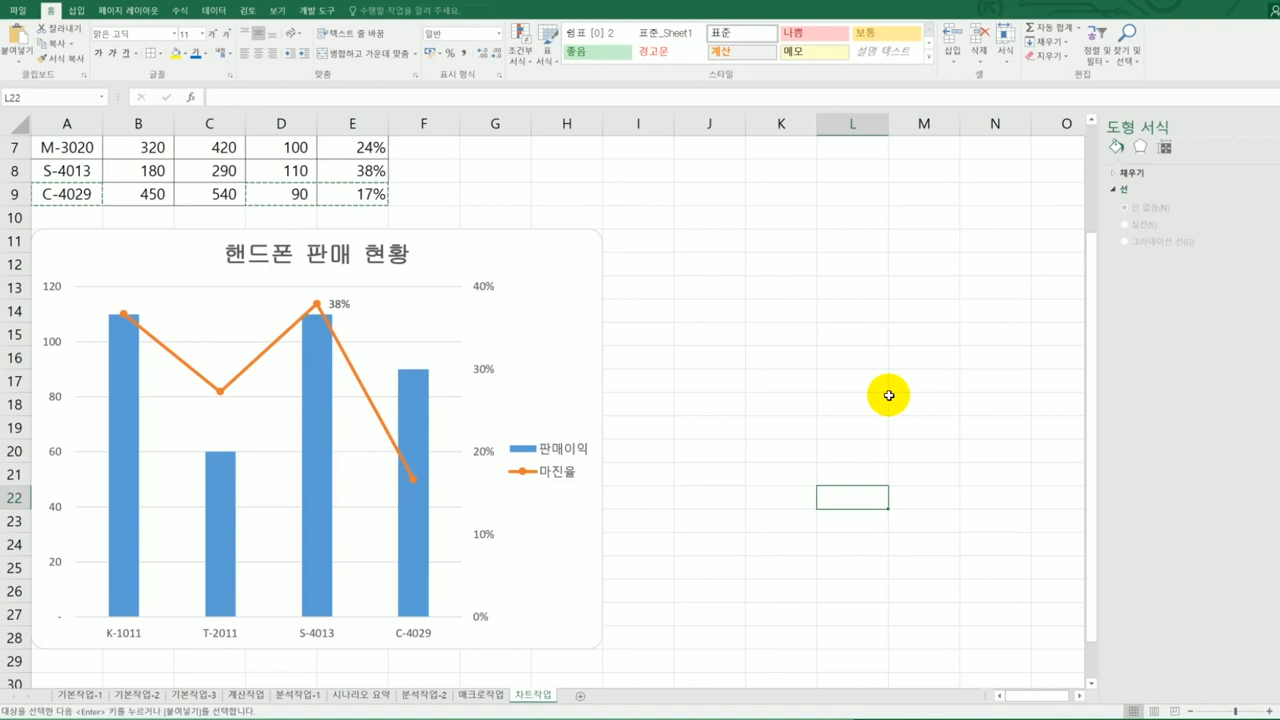 파일 홈 삽입 페이지 레이아웃 수식 데이터 검토 보기 개발 도구 수행할 작업을 알려 주세요.
잘라내기 맑은 고딕 11 텍스트 줄 바꿈 일반 쉼표 [0] 2 표준_Sheet1 표준 나쁨 보통 자동 합계
붙여넣기 복사 채우기
서식 복사 가 가 가 병합하고 가운데 맞춤 조건부 서식 표 서식 좋음 경고문 계산 메모 설명 텍스트 삽입 삭제 서식 지우기 정렬 및 필터 찾기 및 선택
클립보드 글꼴 맞춤 표시 형식 스타일 셀 편집
L22 fx
A B C D E F G H I J K L M N O
7 M-3020 320 420 100 24%
8 S-4013 180 290 110 38%
9 C-4029 450 540 90 17%
10
11
12
13
14
15
16
17
18
19
20
21
22
23
24
25
26
27
28
29
30
핸드폰 판매 현황
120 40%
38%
100
30%
80
60 20%
판매이익
마진율
40
10%
20
- 0%
K-1011 T-2011 S-4013 C-4029
도형 서식
채우기
선
선 없음(N)
실선(S)
그라데이션 선(G)
기본작업-1 기본작업-2 기본작업-3 계산작업 분석작업-1 시나리오 요약 분석작업-2 매크로작업 차트작업
대상을 선택한 다음 <Enter> 키를 누르거나 [붙여넣기]를 선택합니다.